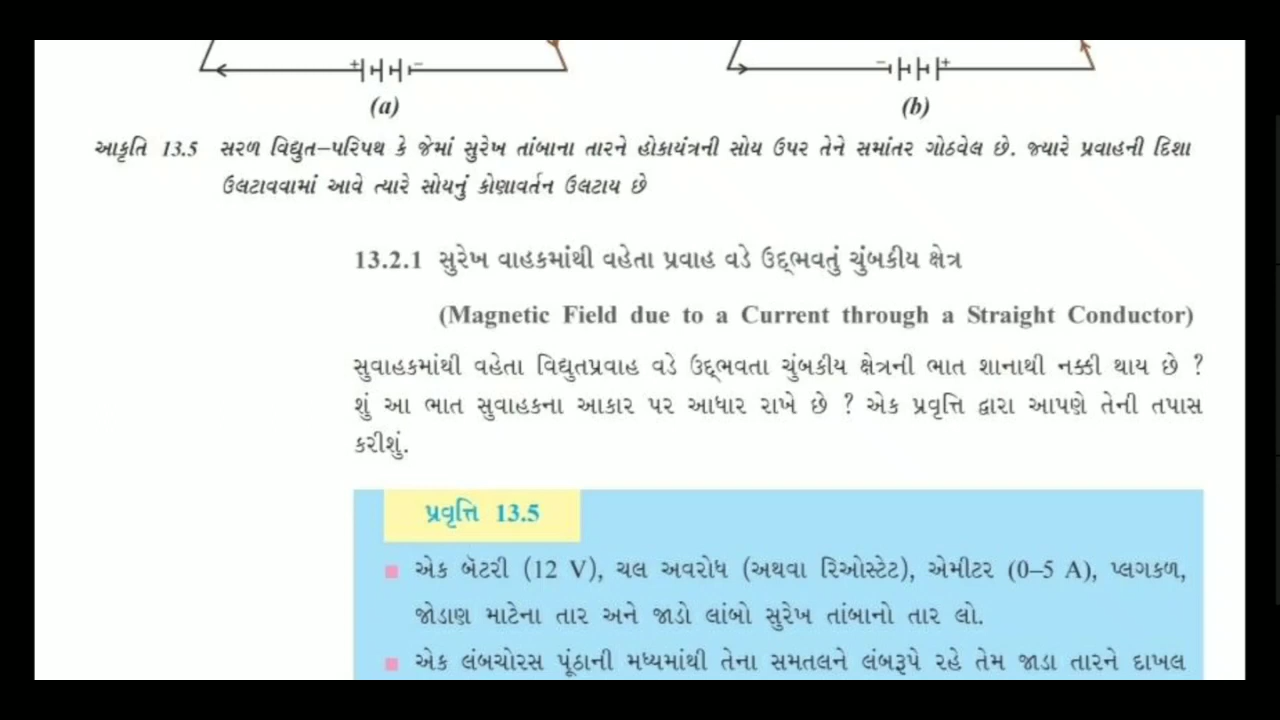 + −
− +
(a)
(b)
આકૃતિ 13.5 સરળ વિદ્યુત–પરિપથ કે જેમાં સુરેખ તાંબાના તારને હોકાયંત્રની સોય ઉપર તેને સમાંતર ગોઠવેલ છે. જ્યારે પ્રવાહની દિશા
ઉલટાવવામાં આવે ત્યારે સોયનું કોણાવર્તન ઉલટાય છે
13.2.1 સુરેખ વાહકમાંથી વહેતા પ્રવાહ વડે ઉદ્ભવતું ચુંબકીય ક્ષેત્ર
(Magnetic Field due to a Current through a Straight Conductor)
સુવાહકમાંથી વહેતા વિદ્યુતપ્રવાહ વડે ઉદ્ભવતા ચુંબકીય ક્ષેત્રની ભાત શાનાથી નક્કી થાય છે ?
શું આ ભાત સુવાહકના આકાર પર આધાર રાખે છે ? એક પ્રવૃત્તિ દ્વારા આપણે તેની તપાસ
કરીશું.
પ્રવૃત્તિ 13.5
એક બૅટરી (12 V), ચલ અવરોધ (અથવા રિઓસ્ટેટ), એમીટર (0–5 A), પ્લગકળ,
જોડાણ માટેના તાર અને જાડો લાંબો સુરેખ તાંબાનો તાર લો.
એક લંબચોરસ પૂંઠાની મધ્યમાંથી તેના સમતલને લંબરૂપે રહે તેમ જાડા તારને દાખલ